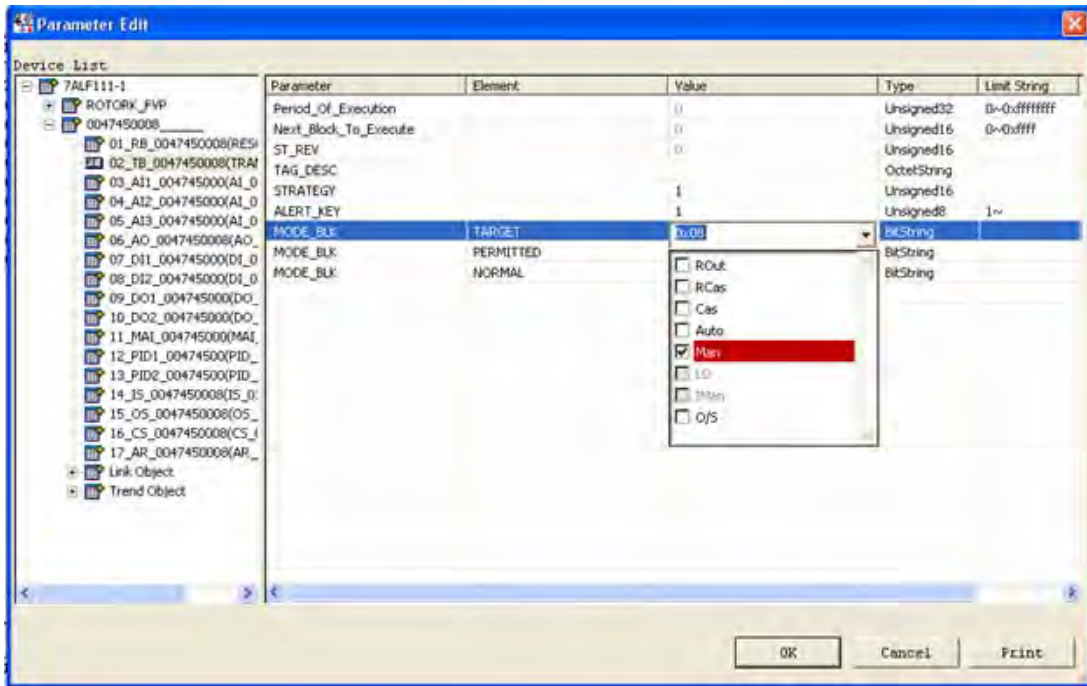 Parameter Edit
Device List
7ALF111-1
ROTORK_FVP
0047450008______
01_RB_0047450008(RES
02_TB_0047450008(TRAN
03_AI1_004745000(AI_0
04_AI2_004745000(AI_0
05_AI3_004745000(AI_0
06_AO_0047450008(AO_
07_DI1_004745000(DI_0
08_DI2_004745000(DI_0
09_DO1_004745000(DO_
10_DO2_004745000(DO_
11_MAI_004745000(MAI_
12_PID1_00474500(PID_
13_PID2_00474500(PID_
14_IS_0047450008(IS_0
15_OS_0047450008(OS_
16_CS_0047450008(CS_
17_AR_0047450008(AR_
Link Object
Trend Object
Parameter Element Value Type Limit String
Period_Of_Execution 0 Unsigned32 0~0xffffffff
Next_Block_To_Execute 0 Unsigned16 0~0xffff
ST_REV 0 Unsigned16
TAG_DESC OctetString
STRATEGY 1 Unsigned16
ALERT_KEY 1 Unsigned8 1~
MODE_BLK TARGET 0x08 BitString
MODE_BLK PERMITTED BitString
MODE_BLK NORMAL BitString
ROut
RCas
Cas
Auto
Man
LO
IMan
O/S
OK Cancel Print